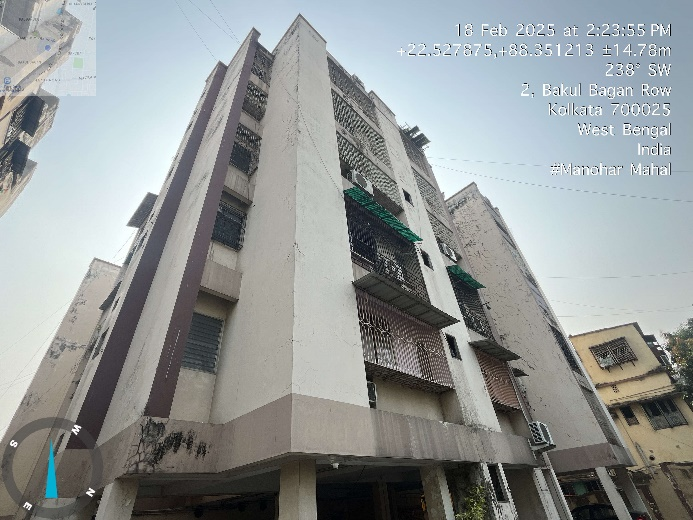 18 Feb 2025 at 2:23:55 PM
+22.527875,+88.351213 ±14.78m
238° SW
2, Bakul Bagan Row
Kolkata 700025
West Bengal
India
#Manohar Mahal
S
W
E
N